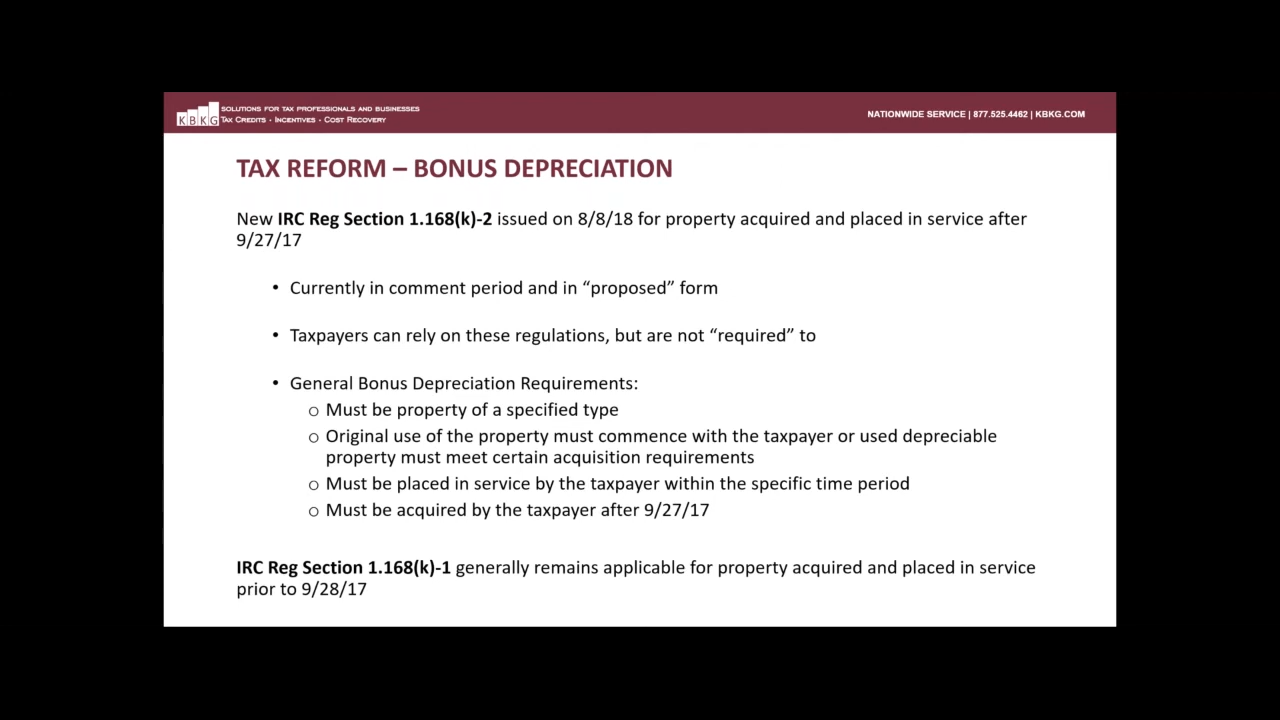 KBKG
SOLUTIONS FOR TAX PROFESSIONALS AND BUSINESSES
TAX CREDITS · INCENTIVES · COST RECOVERY
NATIONWIDE SERVICE | 877.525.4462 | KBKG.COM
TAX REFORM – BONUS DEPRECIATION
New IRC Reg Section 1.168(k)-2 issued on 8/8/18 for property acquired and placed in service after
9/27/17
• Currently in comment period and in “proposed” form
• Taxpayers can rely on these regulations, but are not “required” to
• General Bonus Depreciation Requirements:
o Must be property of a specified type
o Original use of the property must commence with the taxpayer or used depreciable
property must meet certain acquisition requirements
o Must be placed in service by the taxpayer within the specific time period
o Must be acquired by the taxpayer after 9/27/17
IRC Reg Section 1.168(k)-1 generally remains applicable for property acquired and placed in service
prior to 9/28/17